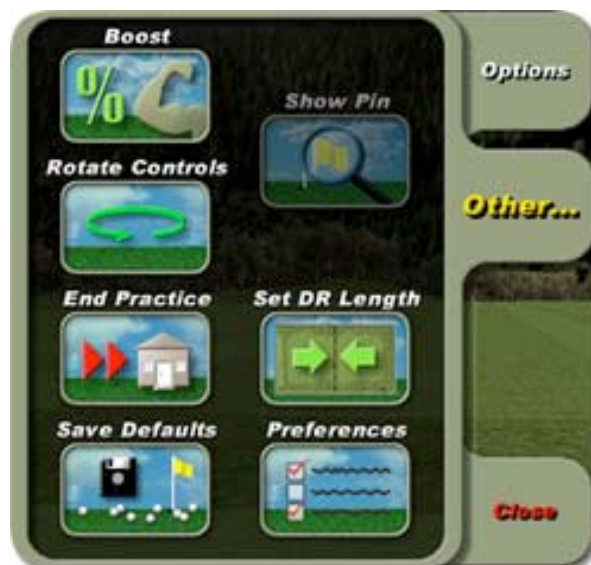 Boost
Show Pin
%
Rotate Controls
End Practice
Set DR Length
Save Defaults
Preferences
Options
Other...
Close